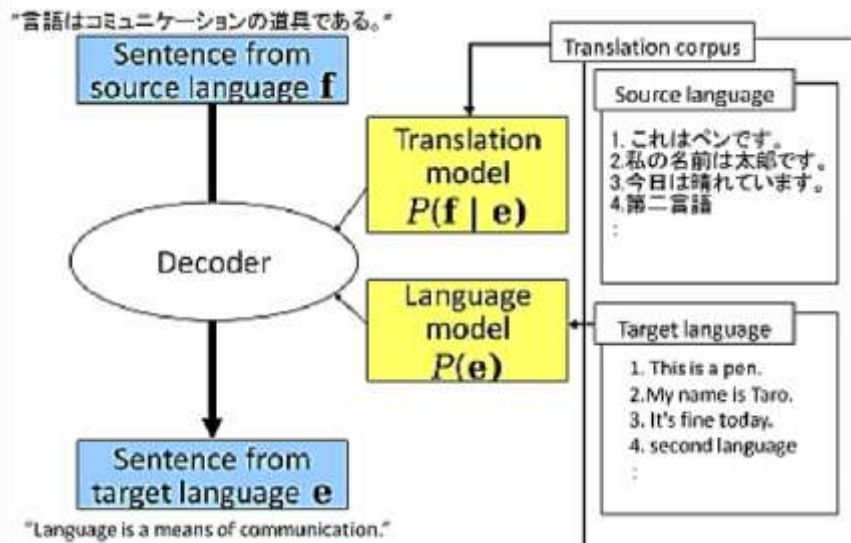 "言語はコミュニケーションの道具である。"
Sentence from
source language f
Translation corpus
Source language
1. これはペンです。
2.私の名前は太郎です。
3.今日は晴れています。
4.第二言語
:
Translation
model
P(f | e)
Decoder
Language
model
P(e)
Target language
1. This is a pen.
2.My name is Taro.
3. It's fine today.
4. second language
:
Sentence from
target language e
"Language is a means of communication."